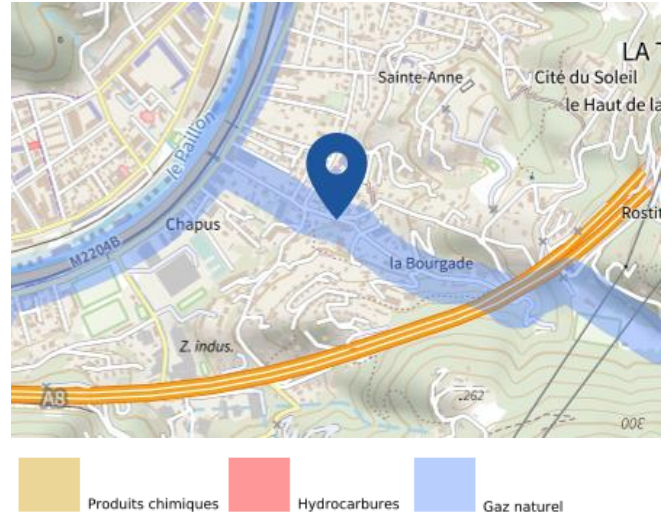 LA T
Sainte-Anne
Cité du Soleil
le Haut de la
le Paillon
Chapus
Rostit
M2204B
la Bourgade
Z. indus.
A8
262
300
Produits chimiques
Hydrocarbures
Gaz naturel